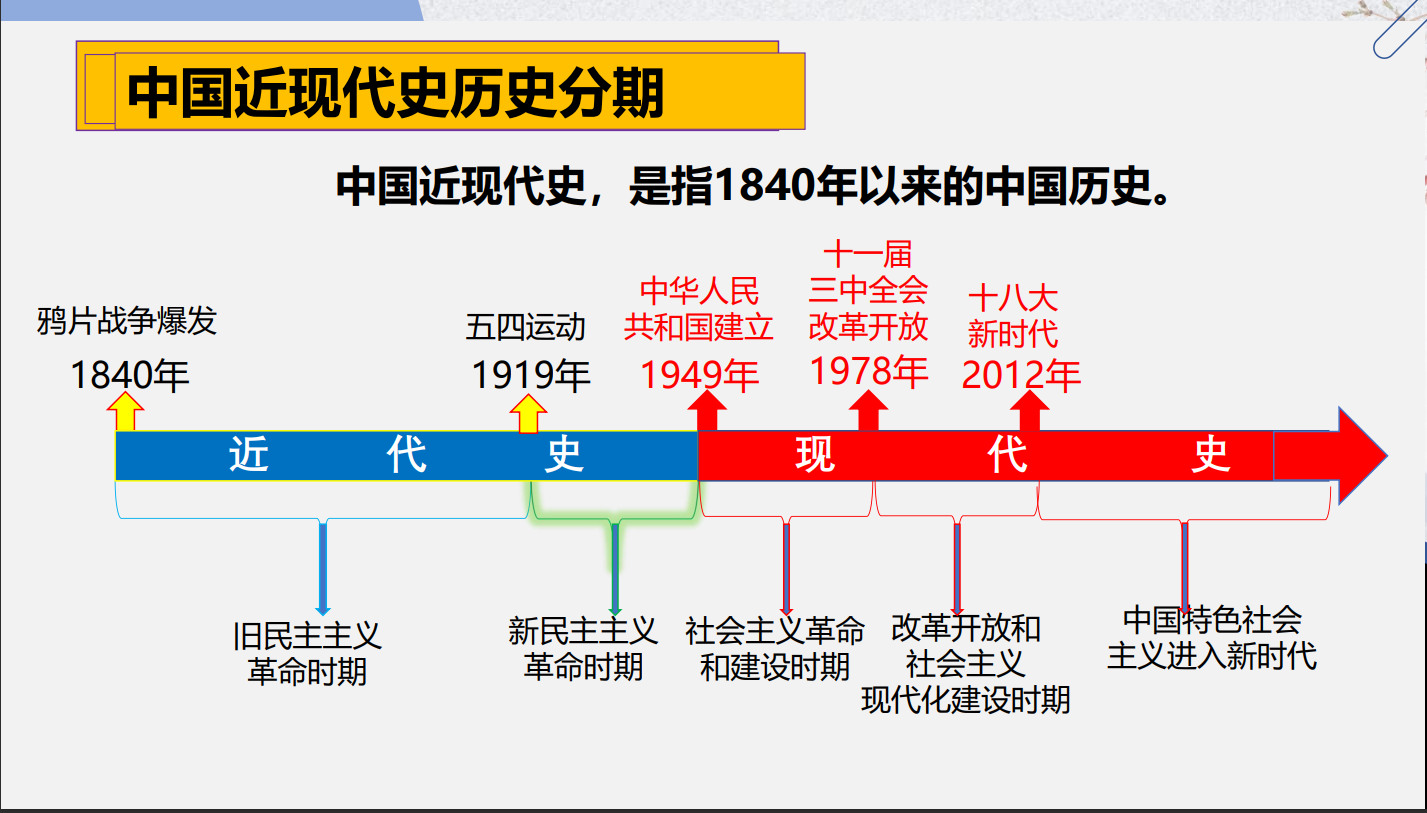 中国近现代史历史分期
中国近现代史，是指1840年以来的中国历史。
鸦片战争爆发
1840年
五四运动
1919年
中华人民
共和国建立
1949年
十一届
三中全会
改革开放
1978年
十八大
新时代
2012年
近代史
现代史
旧民主主义
革命时期
新民主主义
革命时期
社会主义革命
和建设时期
改革开放和
社会主义
现代化建设时期
中国特色社会
主义进入新时代